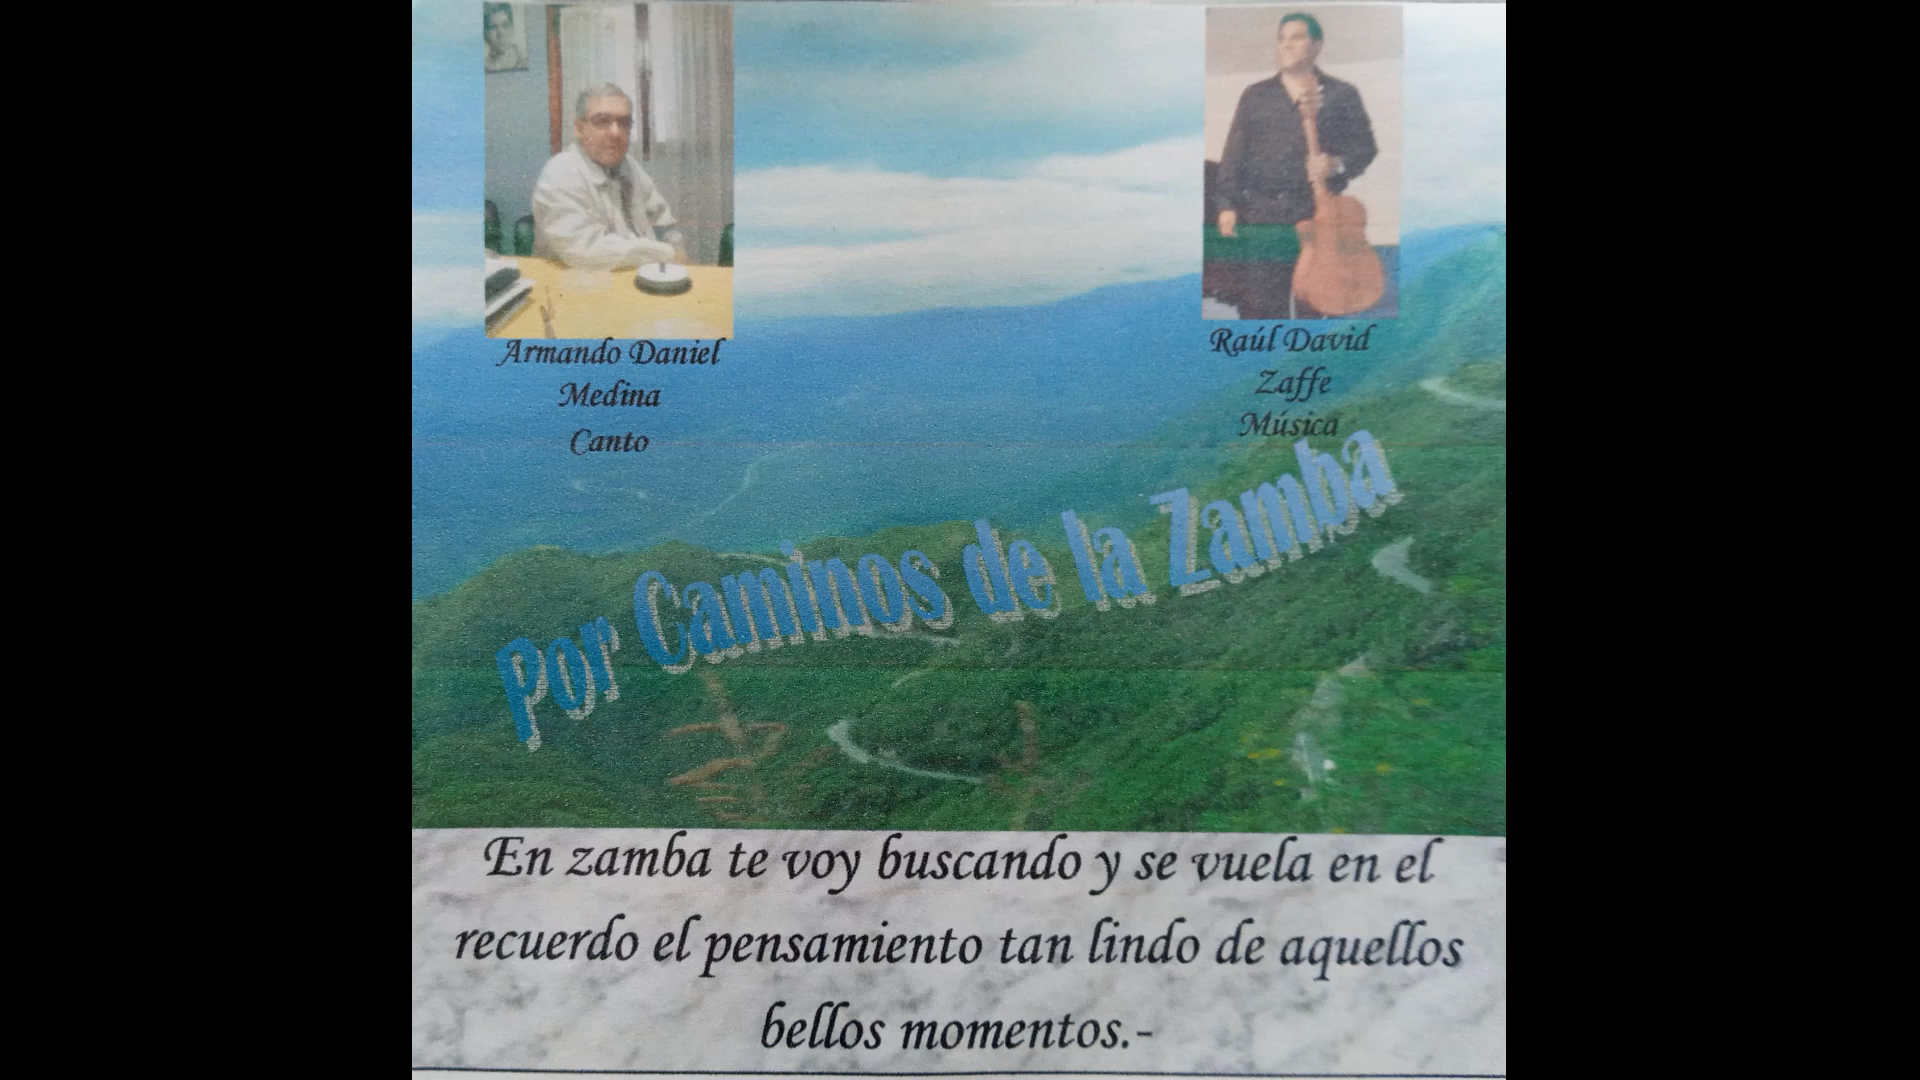 Armando Daniel
Medina
Canto
Raúl David
Zaffe
Música
Por Caminos de la Zamba
En zamba te voy buscando y se vuela en el
recuerdo el pensamiento tan lindo de aquellos
bellos momentos.-